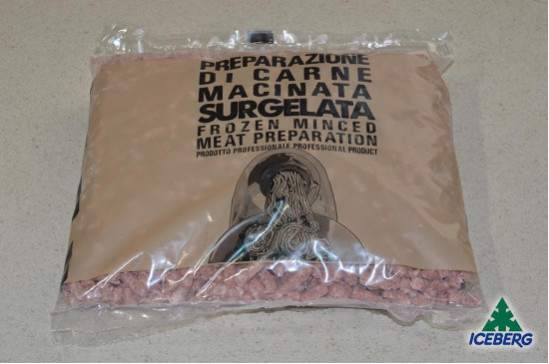 PREPARAZIONE
DI CARNE
MACINATA
SURGELATA
FROZEN MINCED
MEAT PREPARATION
PRODOTTO PROFESSIONALE PROFESSIONAL PRODUCT
ICEBERG